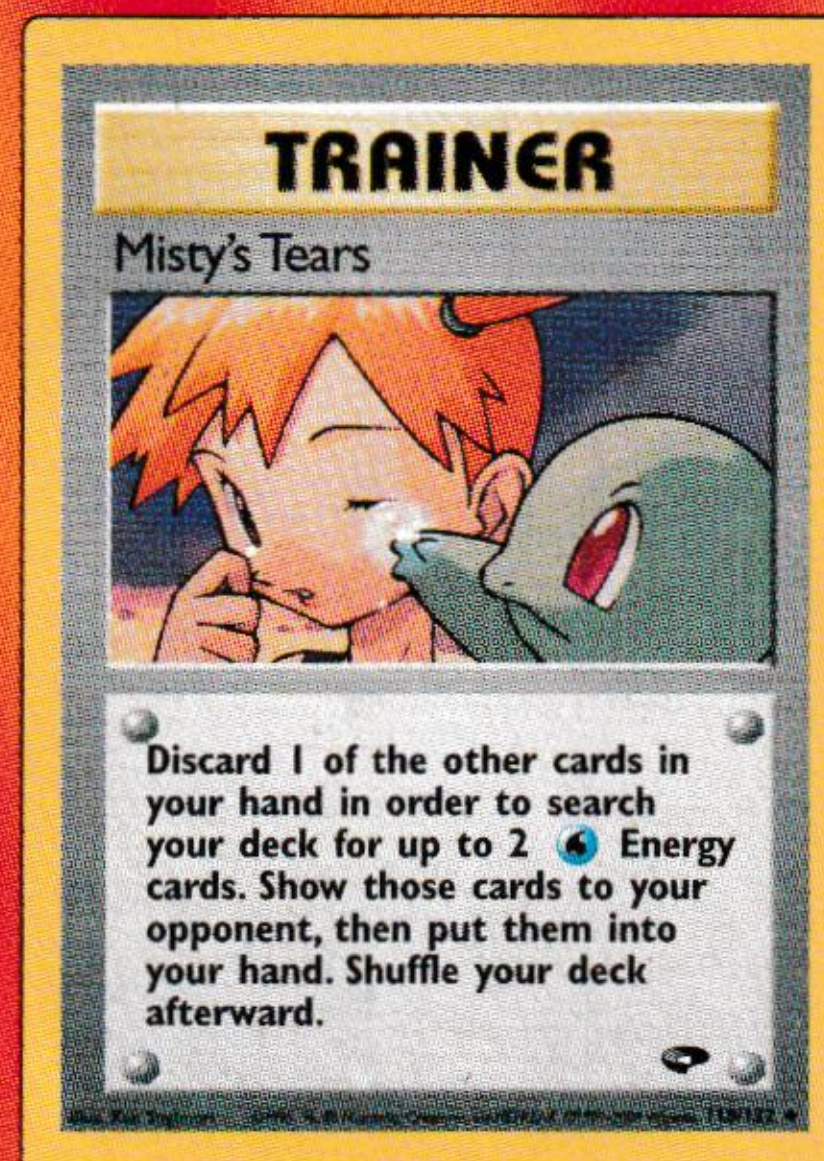 TRAINER
Misty's Tears
Discard 1 of the other cards in
your hand in order to search
your deck for up to 2 Energy
cards. Show those cards to your
opponent, then put them into
your hand. Shuffle your deck
afterward.